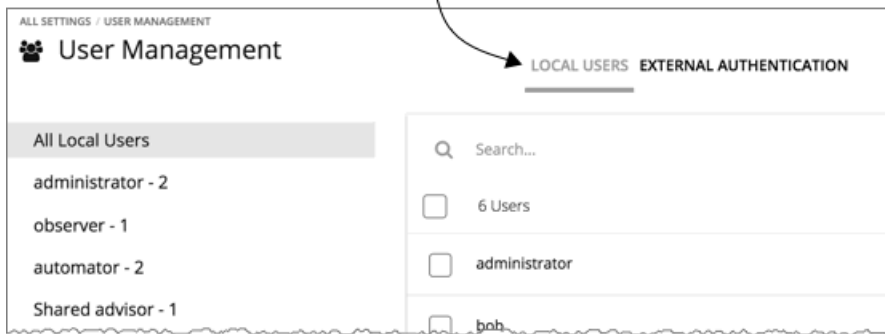 ALL SETTINGS / USER MANAGEMENT
User Management
LOCAL USERS EXTERNAL AUTHENTICATION
All Local Users
administrator - 2
observer - 1
automator - 2
Shared advisor - 1
Search...
6 Users
administrator
bob